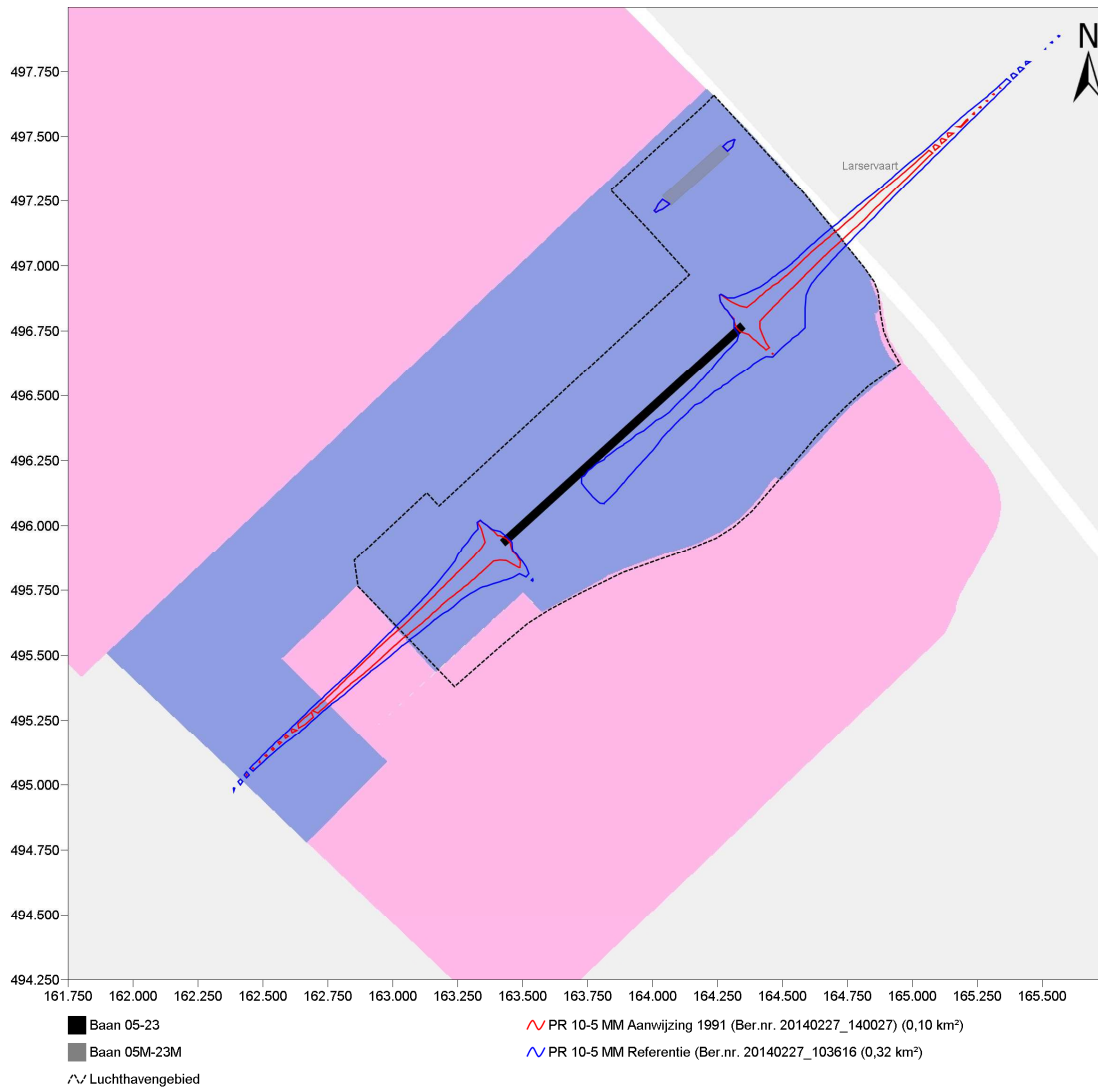 N
497.750
497.500
Larservaart
497.250
497.000
496.750
496.500
496.250
496.000
495.750
495.500
495.250
495.000
494.750
494.500
494.250
161.750 162.000 162.250 162.500 162.750 163.000 163.250 163.500 163.750 164.000 164.250 164.500 164.750 165.000 165.250 165.500
Baan 05-23
PR 10-5 MM Aanwijzing 1991 (Ber.nr. 20140227_140027) (0,10 km²)
Baan 05M-23M
PR 10-5 MM Referentie (Ber.nr. 20140227_103616 (0,32 km²)
Luchthavengebied